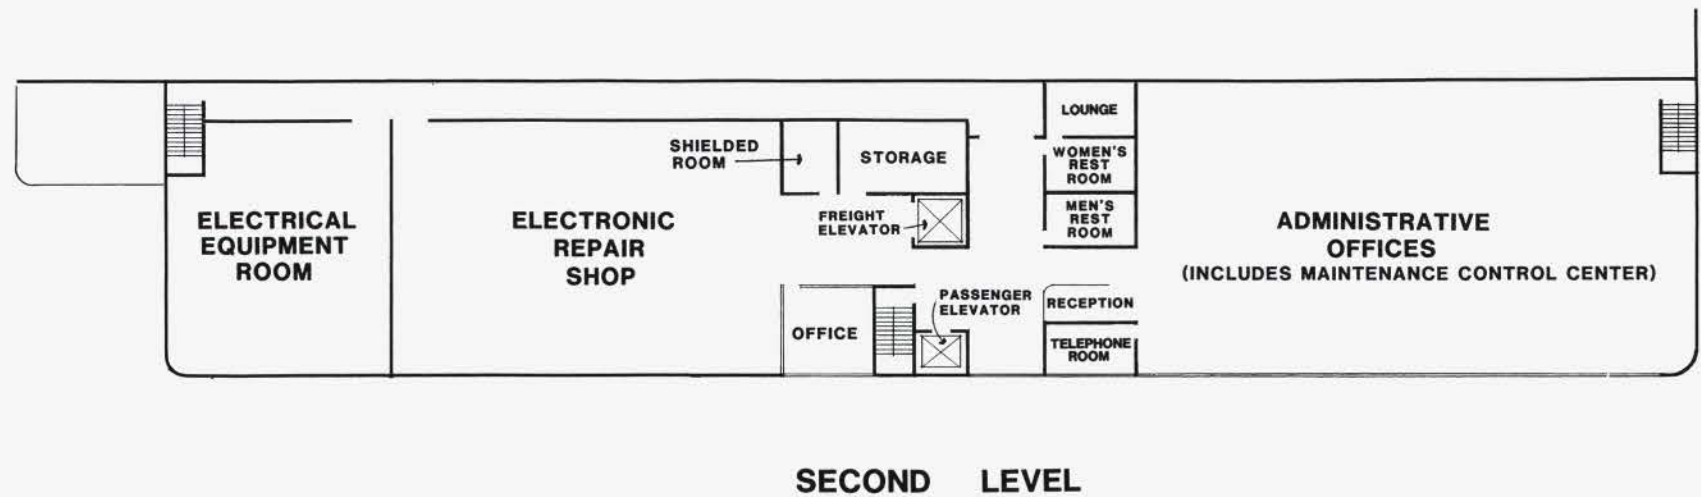 LOUNGE
SHIELDED
ROOM
STORAGE
WOMEN'S
REST
ROOM
ELECTRICAL
EQUIPMENT
ROOM
ELECTRONIC
REPAIR
SHOP
FREIGHT
ELEVATOR
MEN'S
REST
ROOM
ADMINISTRATIVE
OFFICES
(INCLUDES MAINTENANCE CONTROL CENTER)
PASSENGER
ELEVATOR
RECEPTION
OFFICE
TELEPHONE
ROOM
SECOND LEVEL